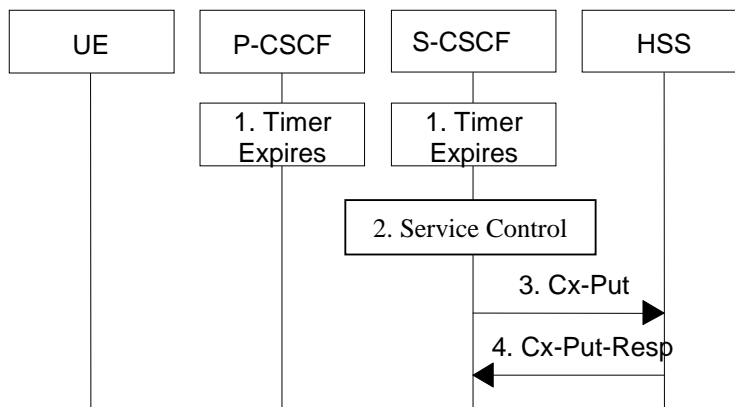 UE
P-CSCF
S-CSCF
HSS
1. Timer
Expires
1. Timer
Expires
2. Service Control
3. Cx-Put
4. Cx-Put-Resp